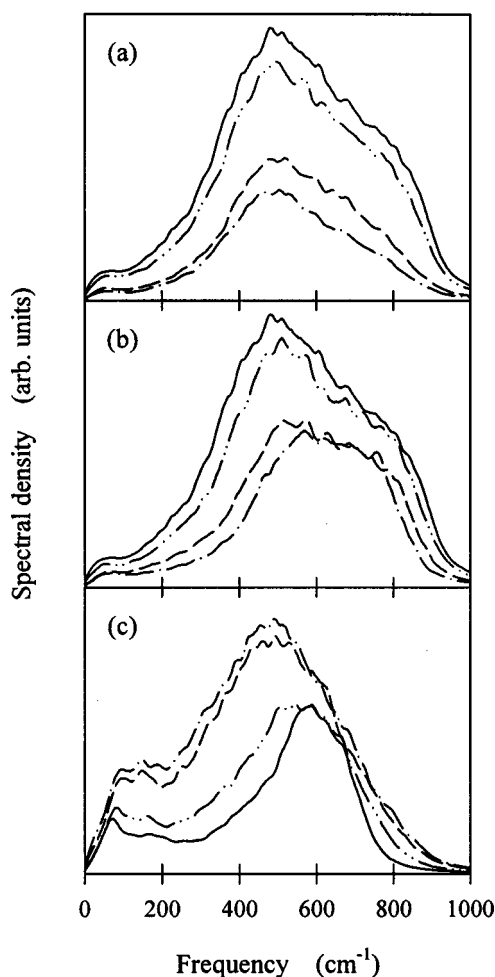 (a)
(b)
(c)
Spectral density (arb. units)
0 200 400 600 800 1000
Frequency (cm-1)